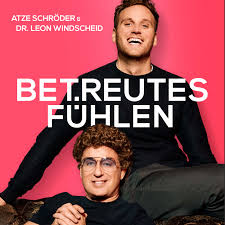 ATZE SCHRÖDER &
DR. LEON WINDSCHEID
BETREUTES
FÜHLEN